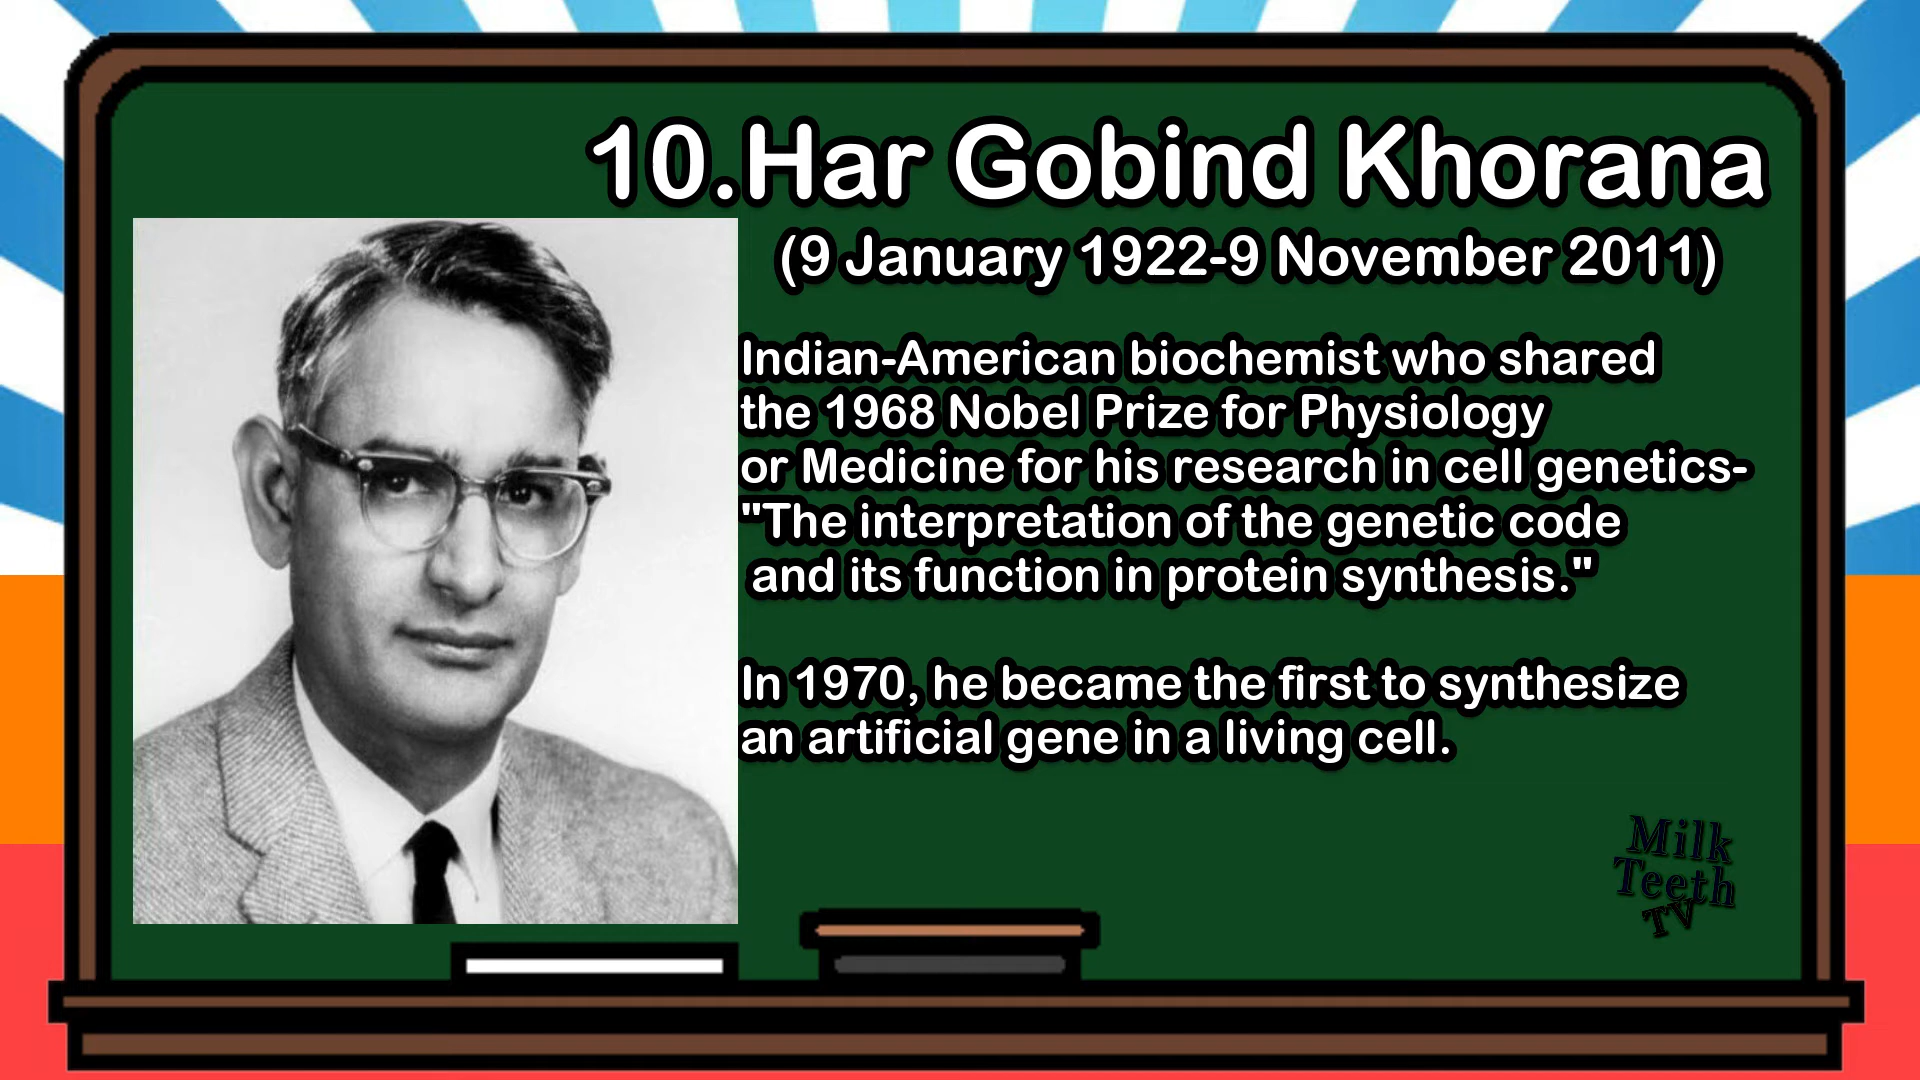 10.Har Gobind Khorana
(9 January 1922-9 November 2011)
Indian-American biochemist who shared
the 1968 Nobel Prize for Physiology
or Medicine for his research in cell genetics-
"The interpretation of the genetic code
and its function in protein synthesis."
In 1970, he became the first to synthesize
an artificial gene in a living cell.
Milk
Teeth
TV